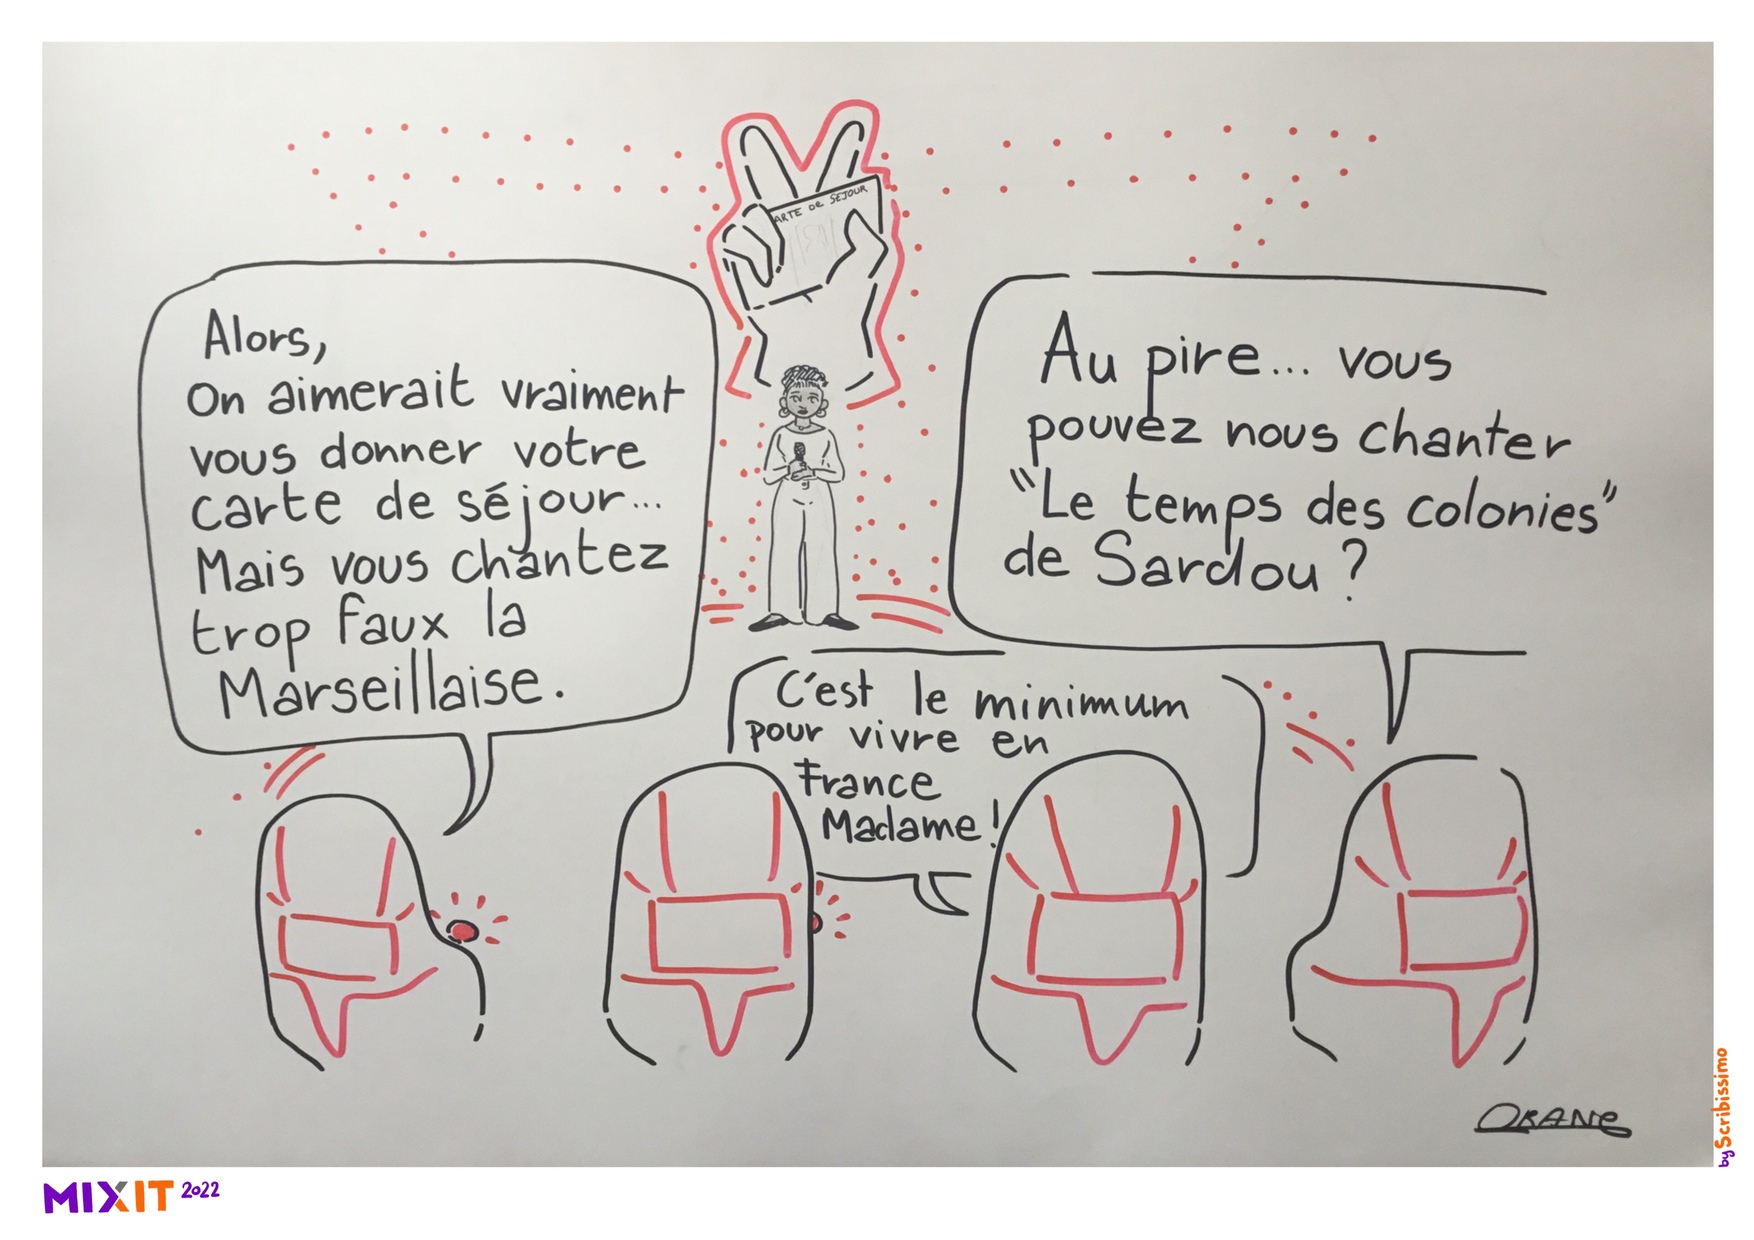 ARTE DE SEJOUR
Alors,
On aimerait vraiment
vous donner votre
carte de séjour...
Mais vous chantez
trop faux la
Marseillaise.
Au pire... vous
pouvez nous chanter
"Le temps des colonies"
de Sardou ?
C'est le minimum
pour vivre en
France
Madame !
ORANE
by Scribissimo
MIXIT 2022